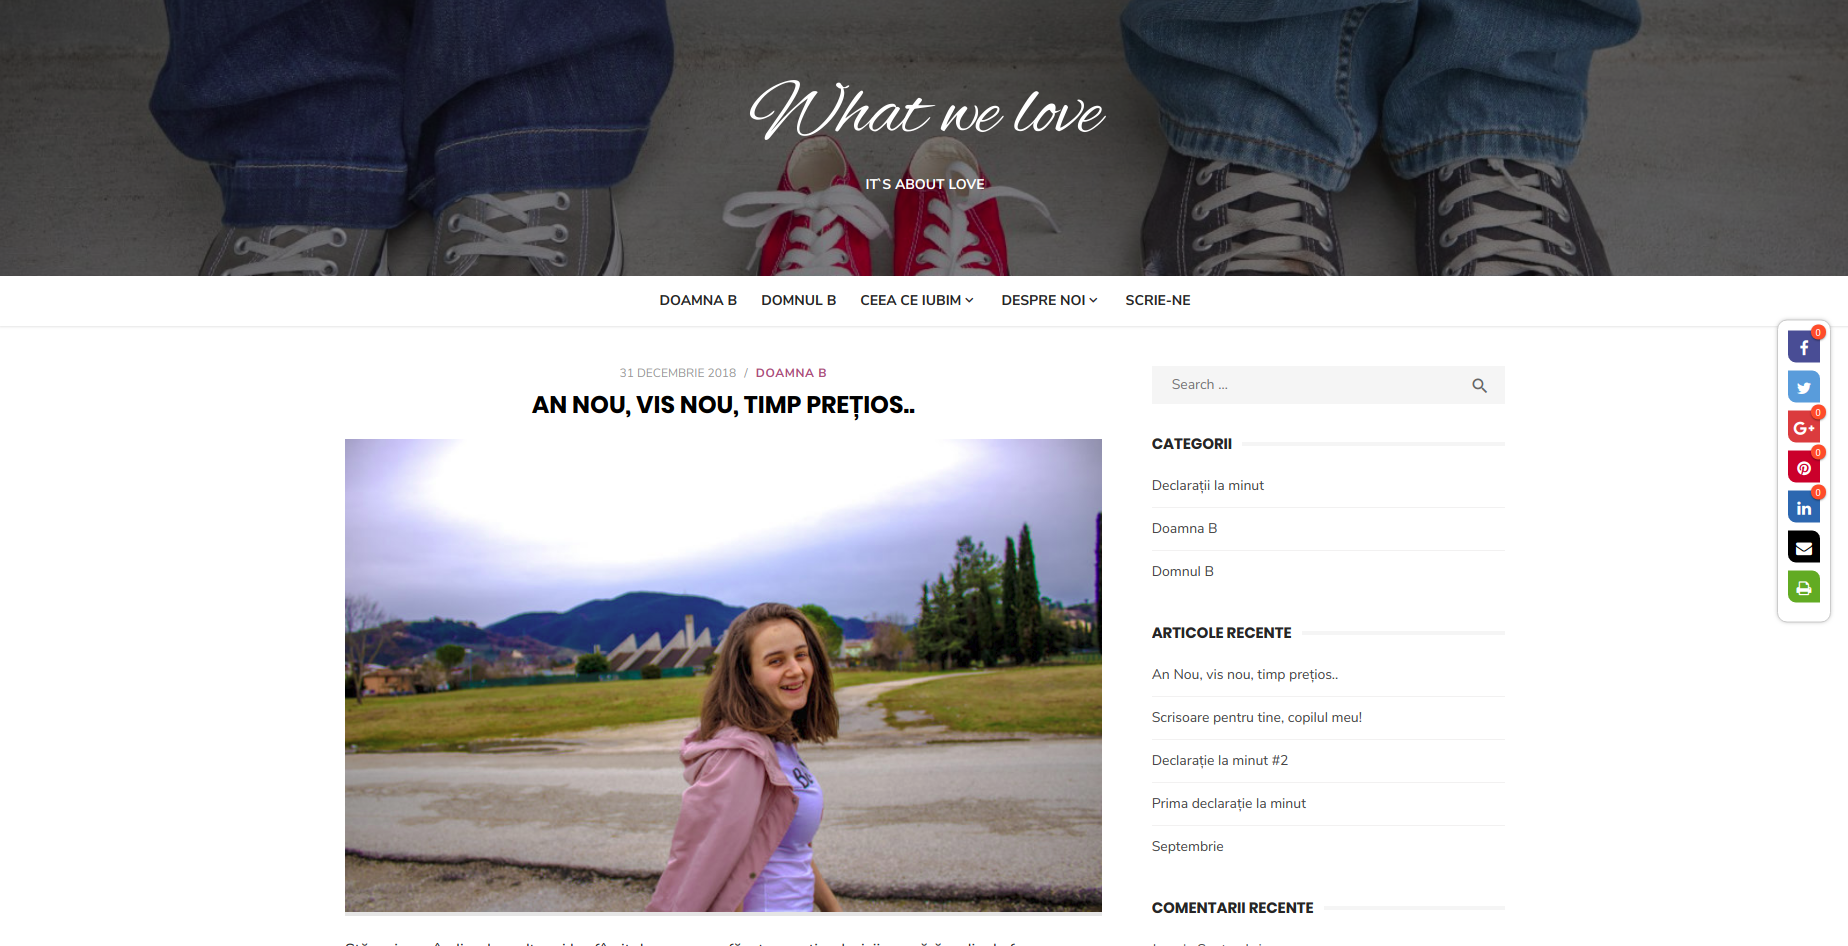 What we love
IT`S ABOUT LOVE
DOAMNA B DOMNUL B CEEA CE IUBIM DESPRE NOI SCRIE-NE
31 DECEMBRIE 2018 / DOAMNA B
AN NOU, VIS NOU, TIMP PREȚIOS..
Search ...
CATEGORII
Declarații la minut
Doamna B
Domnul B
ARTICOLE RECENTE
An Nou, vis nou, timp prețios..
Scrisoare pentru tine, copilul meu!
Declarație la minut #2
Prima declarație la minut
Septembrie
COMENTARII RECENTE
0
0
0
0